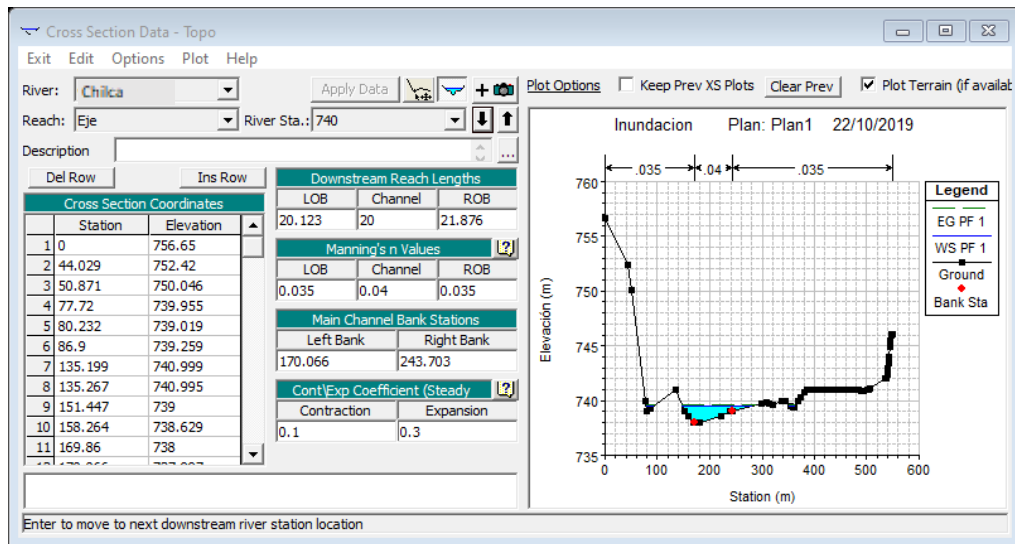 Cross Section Data - Topo
Exit Edit Options Plot Help
River: Chilca Apply Data
Reach: Eje River Sta.: 740
Description ...
Del Row Ins Row
Cross Section Coordinates
Station Elevation
1 0 756.65
2 44.029 752.42
3 50.871 750.046
4 77.72 739.955
5 80.232 739.019
6 86.9 739.259
7 135.199 740.999
8 135.267 740.995
9 151.447 739
10 158.264 738.629
11 169.86 738
Downstream Reach Lengths
LOB Channel ROB
20.123 20 21.876
Manning's n Values
LOB Channel ROB
0.035 0.04 0.035
Main Channel Bank Stations
Left Bank Right Bank
170.066 243.703
Cont\Exp Coefficient (Steady
Contraction Expansion
0.1 0.3
Plot Options Keep Prev XS Plots Clear Prev Plot Terrain (if availab
Inundacion Plan: Plan1 22/10/2019
.035 .04 .035
760
755
750
745
740
735
0 100 200 300 400 500 600
Elevación (m)
Station (m)
Legend
EG PF 1
WS PF 1
Ground
Bank Sta
Enter to move to next downstream river station location